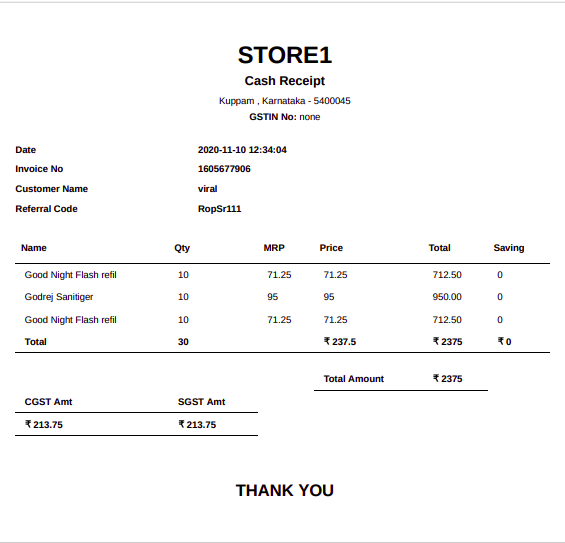 STORE1
Cash Receipt
Kuppam , Karnataka - 5400045
GSTIN No: none
Date 2020-11-10 12:34:04
Invoice No 1605677906
Customer Name viral
Referral Code RopSr111
Name Qty MRP Price Total Saving
Good Night Flash refil 10 71.25 71.25 712.50 0
Godrej Sanitiger 10 95 95 950.00 0
Good Night Flash refil 10 71.25 71.25 712.50 0
Total 30 ₹ 237.5 ₹ 2375 ₹ 0
Total Amount ₹ 2375
CGST Amt SGST Amt
₹ 213.75 ₹ 213.75
THANK YOU